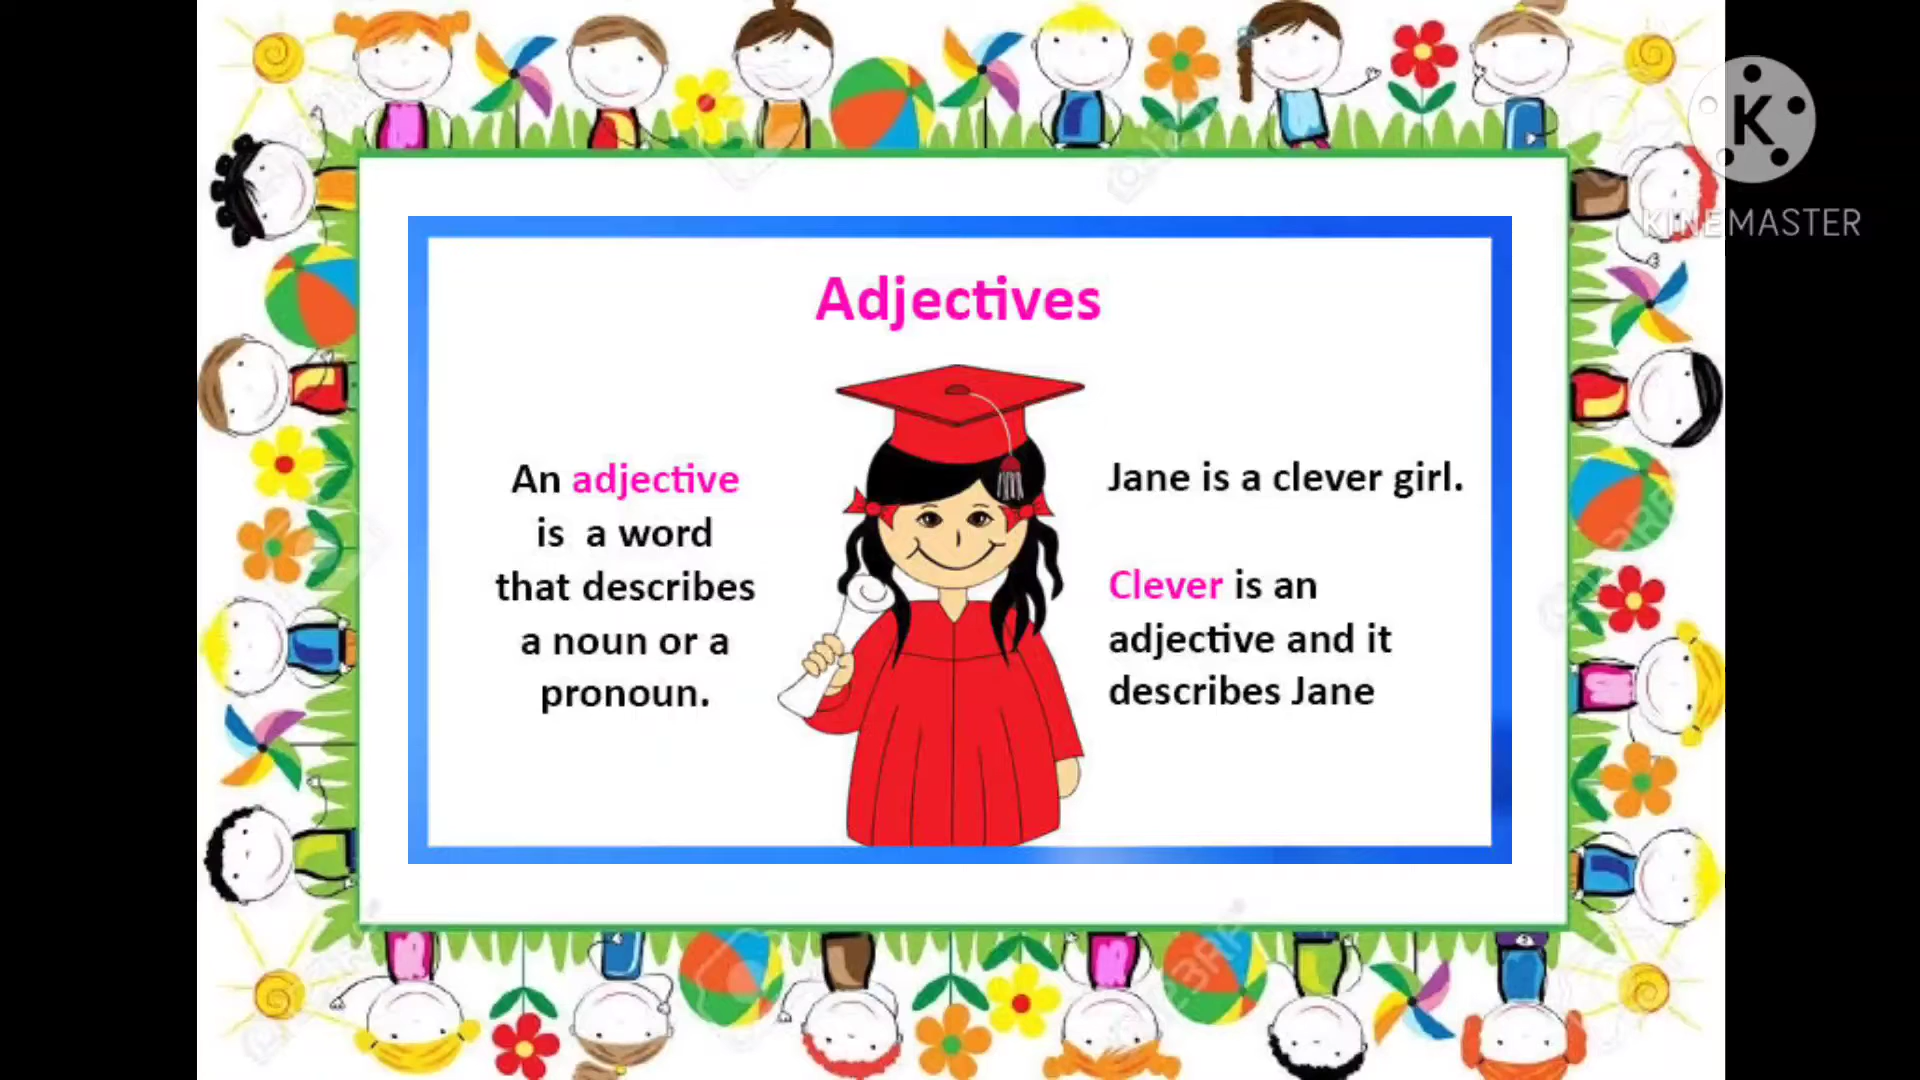 K
KINEMASTER
Adjectives
An adjective
is a word
that describes
a noun or a
pronoun.
Jane is a clever girl.
Clever is an
adjective and it
describes Jane